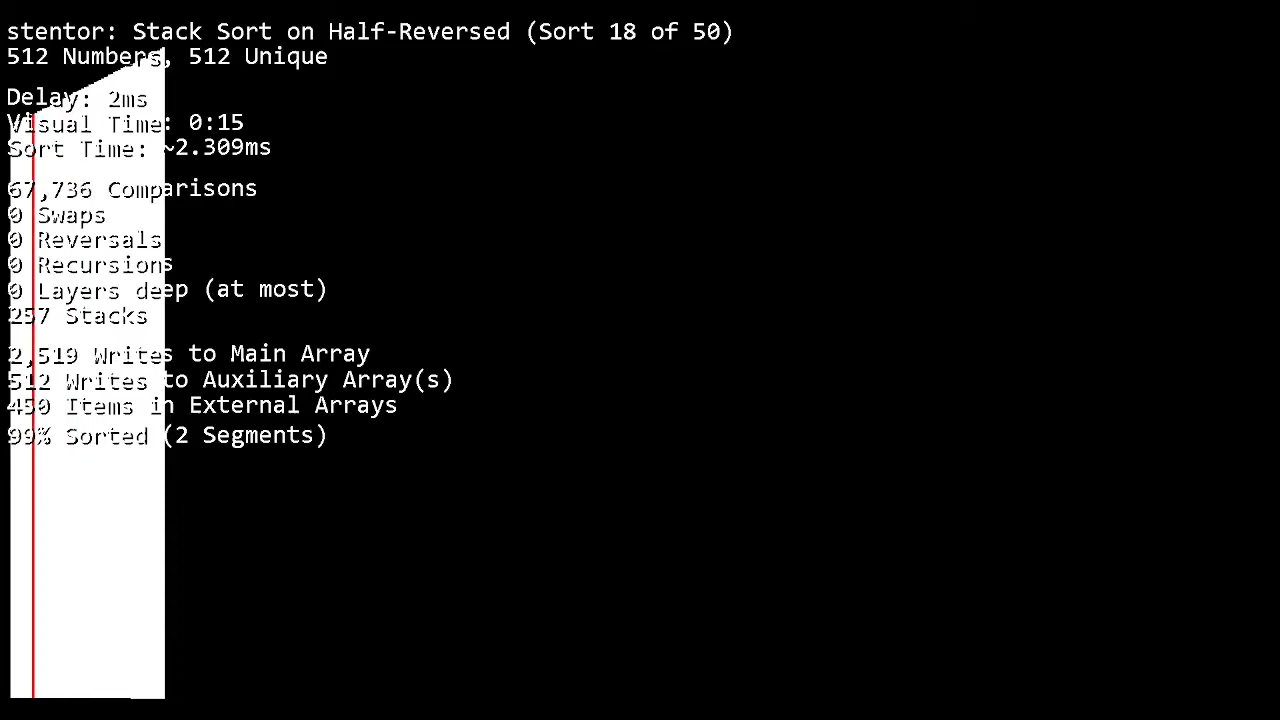 stentor: Stack Sort on Half-Reversed (Sort 18 of 50)
512 Numbers, 512 Unique
Delay: 2ms
Visual Time: 0:15
Sort Time: ~2.309ms
67,736 Comparisons
0 Swaps
0 Reversals
0 Recursions
0 Layers deep (at most)
257 Stacks
2,519 Writes to Main Array
512 Writes to Auxiliary Array(s)
450 Items in External Arrays
99% Sorted (2 Segments)